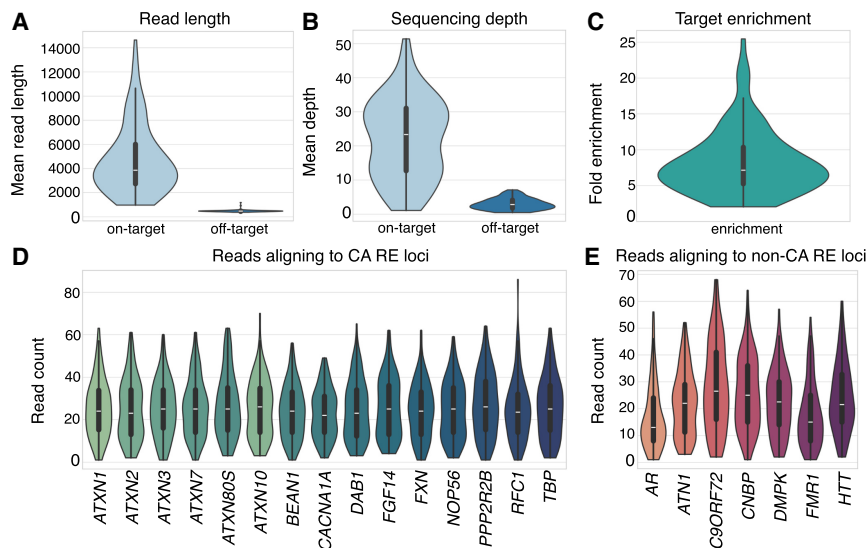 A Read length
Mean read length
14000
12000
10000
8000
6000
4000
2000
0
on-target off-target
B Sequencing depth
Mean depth
50
40
30
20
10
0
on-target off-target
C Target enrichment
Fold enrichment
25
20
15
10
5
0
enrichment
D Reads aligning to CA RE loci
Read count
80
60
40
20
0
ATXN1 ATXN2 ATXN3 ATXN7 ATXN80S ATXN10 BEAN1 CACNA1A DAB1 FGF14 FXN NOP56 PPP2R2B RFC1 TBP
E Reads aligning to non-CA RE loci
Read count
70
60
50
40
30
20
10
0
AR ATN1 C9ORF72 CNBP DMPK FMR1 HTT